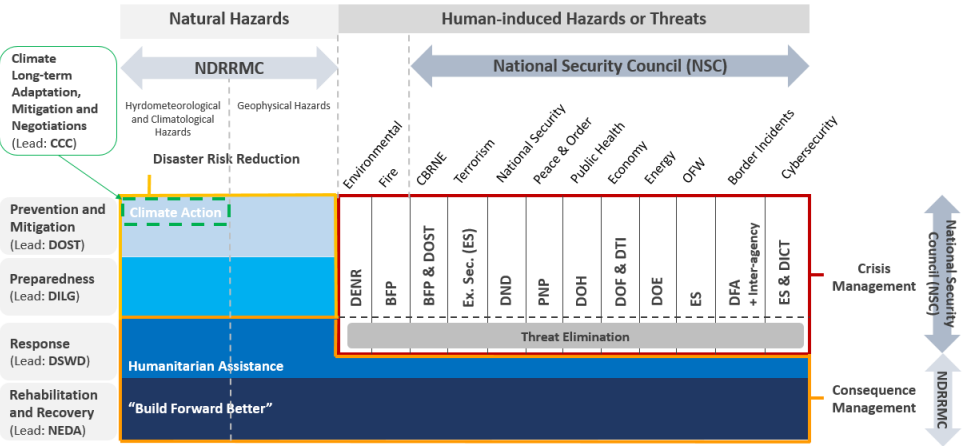 Natural Hazards
Human-induced Hazards or Threats
Climate
Long-term
Adaptation,
Mitigation and
Negotiations
(Lead: CCC)
NDRRMC
National Security Council (NSC)
Hyrdometeorological
and Climatological
Hazards
Geophysical Hazards
Disaster Risk Reduction
Environmental
Fire
CBRNE
Terrorism
National Security
Peace & Order
Public Health
Economy
Energy
OFW
Border Incidents
Cybersecurity
Prevention and
Mitigation
(Lead: DOST)
Climate Action
Preparedness
(Lead: DILG)
DENR
BFP
BFP & DOST
Ex. Sec. (ES)
DND
PNP
DOH
DOF & DTI
DOE
ES
DFA
+ Inter-agency
ES & DICT
Crisis
Management
National Security
Council (NSC)
Threat Elimination
Response
(Lead: DSWD)
Humanitarian Assistance
Rehabilitation
and Recovery
(Lead: NEDA)
“Build Forward Better”
Consequence
Management
NDRRMC